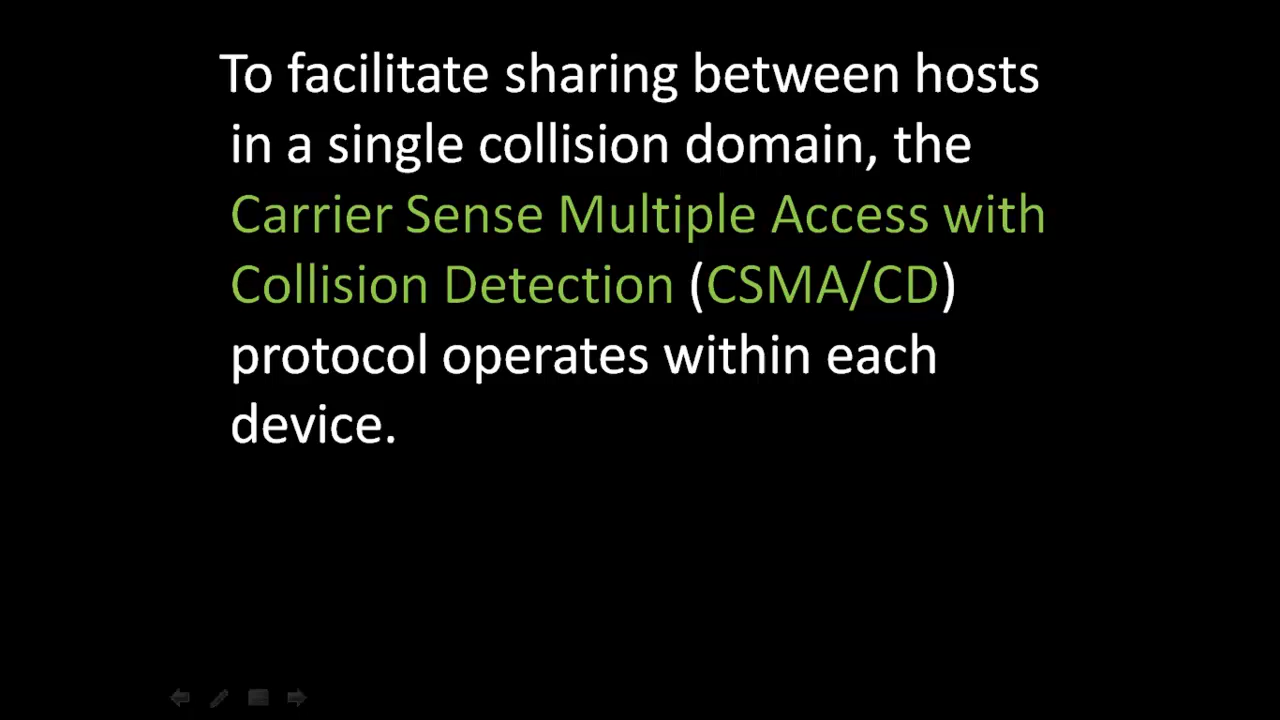 To facilitate sharing between hosts
in a single collision domain, the
Carrier Sense Multiple Access with
Collision Detection (CSMA/CD)
protocol operates within each
device.